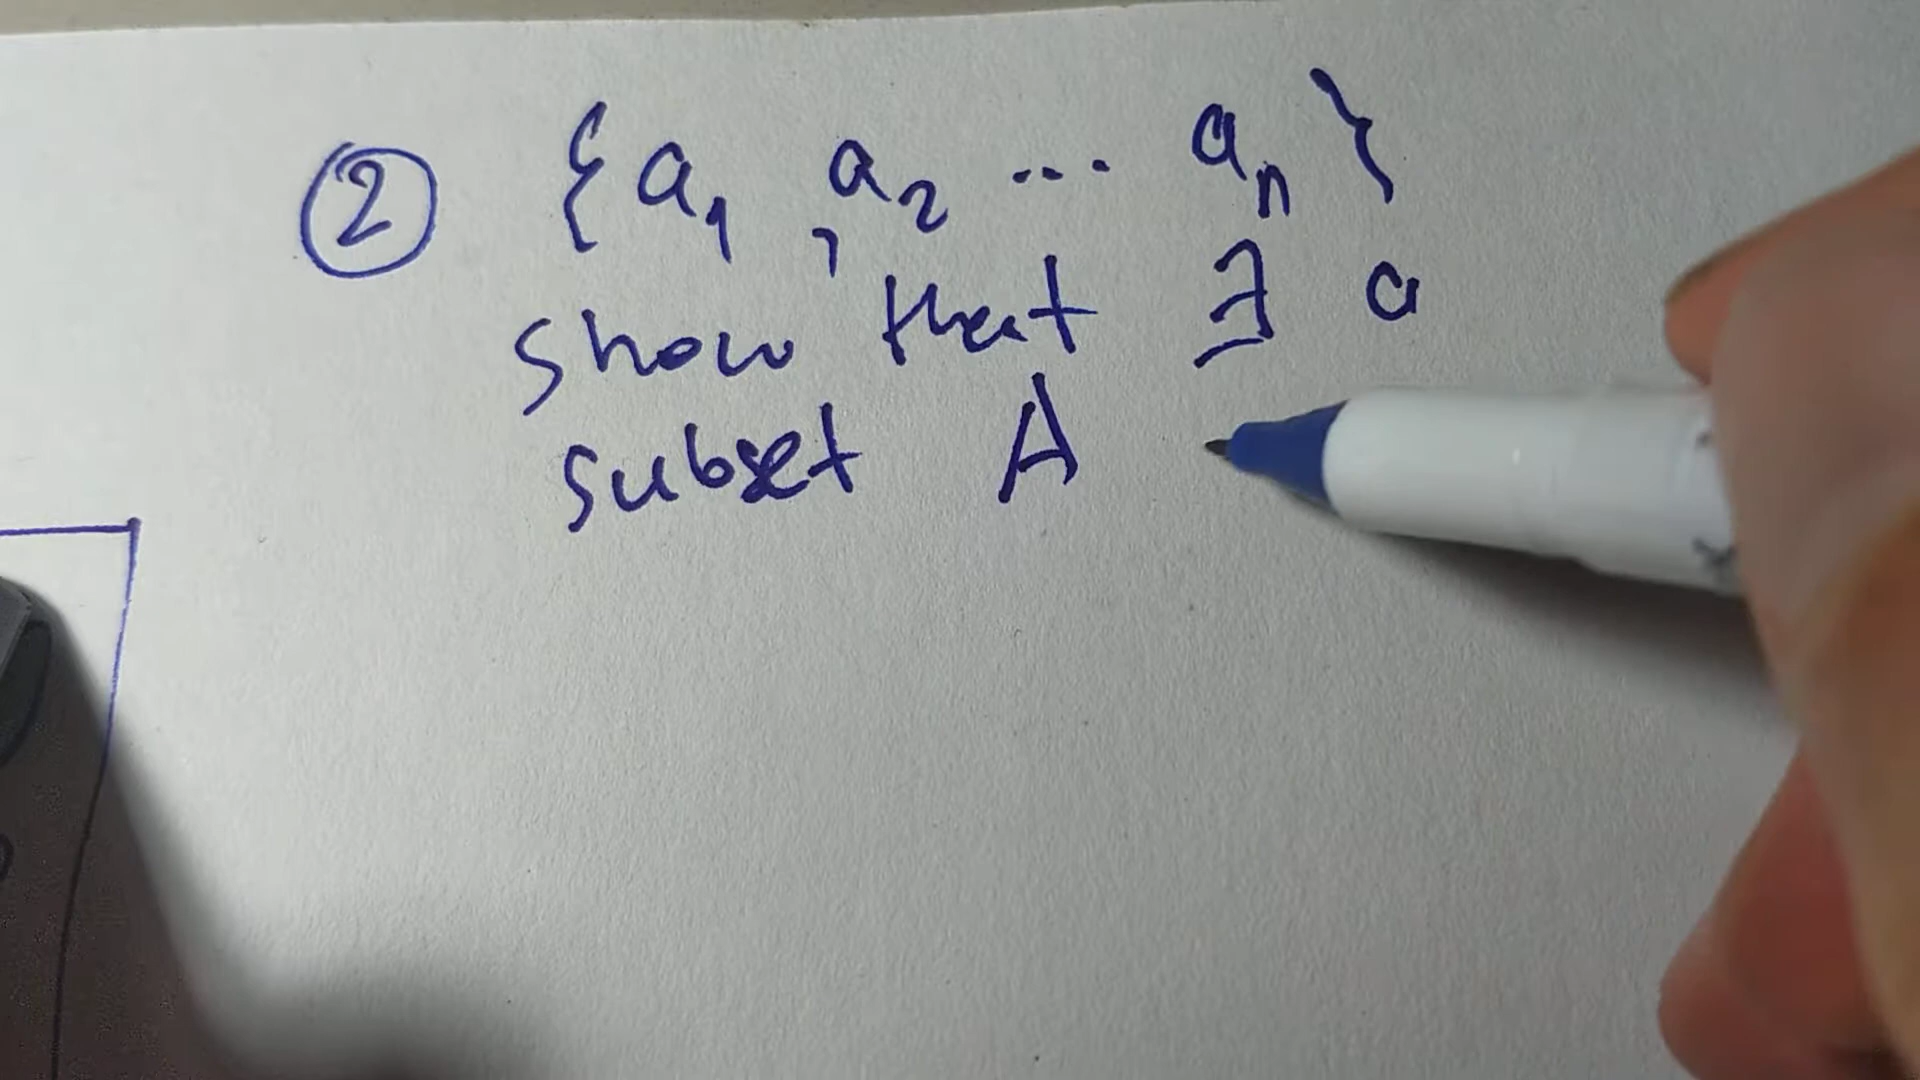 ② {a₁, a₂ ... aₙ}
show that ∃ a
subset A